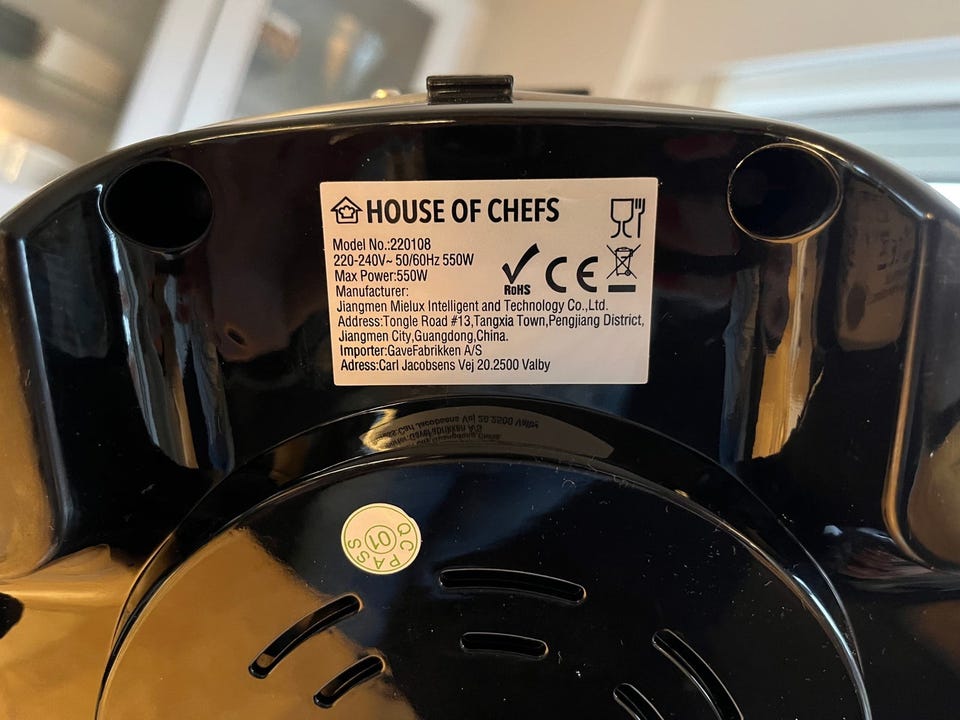 HOUSE OF CHEFS
Model No.:220108
220-240V~ 50/60Hz 550W
Max Power:550W
Manufacturer:
Jiangmen Mielux Intelligent and Technology Co.,Ltd.
Address:Tongle Road #13,Tangxia Town,Pengjiang District,
Jiangmen City,Guangdong,China.
Importer:GaveFabrikken A/S
Adress:Carl Jacobsens Vej 20.2500 Valby
RoHS
CE
QC PASS
01